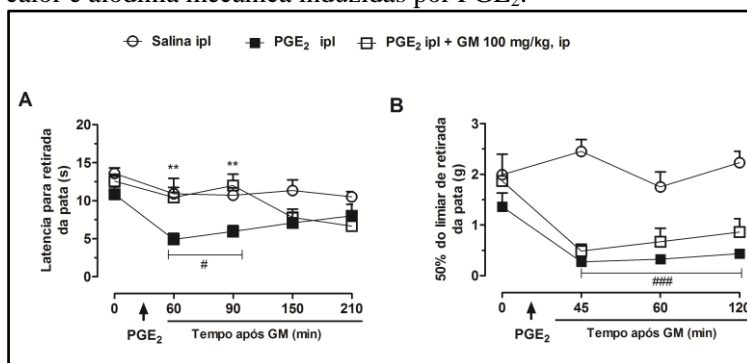 calor e alodinia mecânica induzidas por PGE₂.
Salina ipl PGE₂ ipl PGE₂ ipl + GM 100 mg/kg, ip
A
Latencia para retirada
da pata (s)
20
15
10
5
0
** **
#
0 60 90 150 210
PGE₂ Tempo após GM (min)
B
50% do limiar de retirada
da pata (g)
3
2
1
0
###
0 45 60 120
PGE₂ Tempo após GM (min)